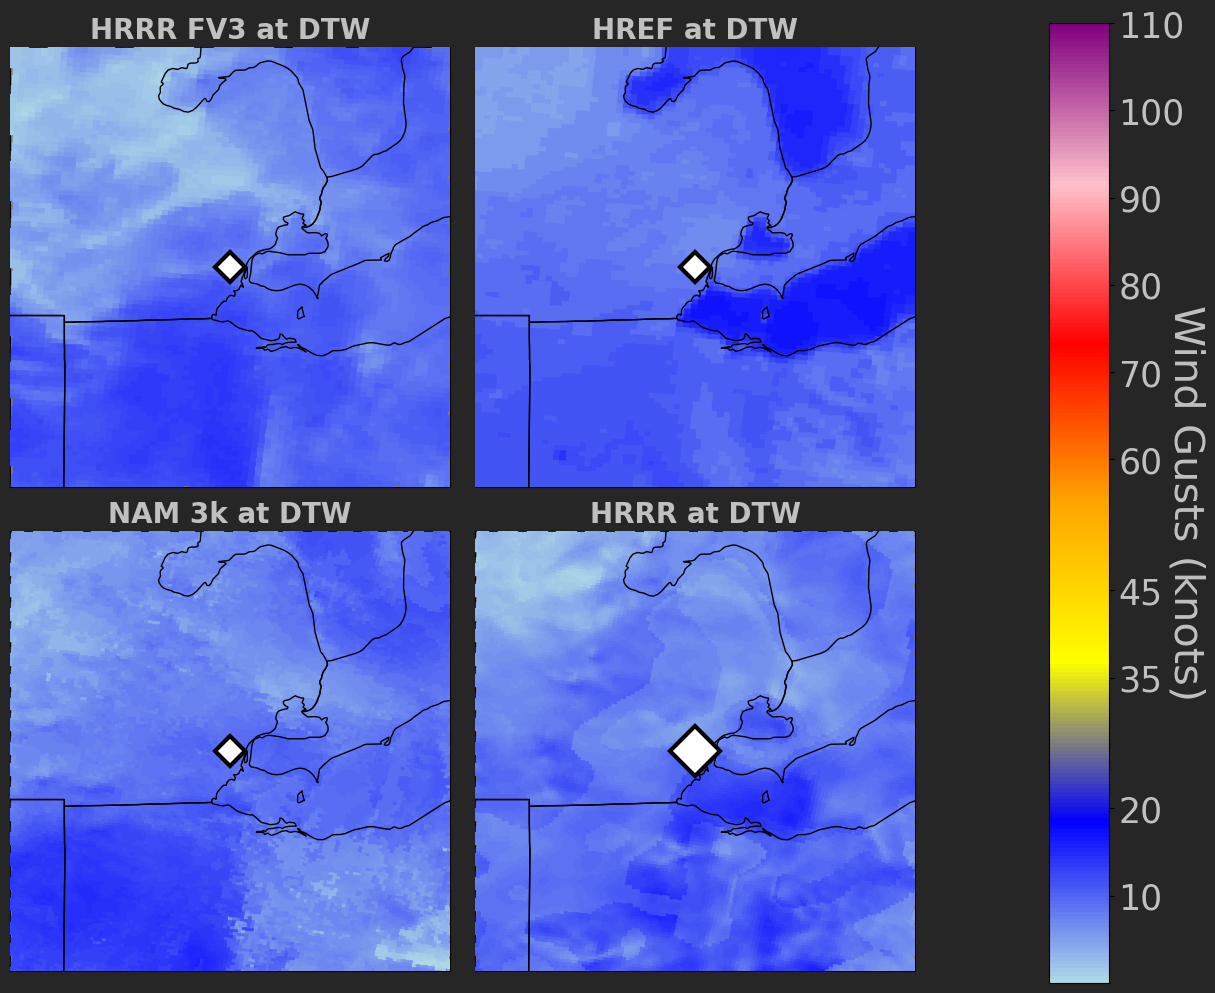 HRRR FV3 at DTW
HREF at DTW
NAM 3k at DTW
HRRR at DTW
110
100
90
80
70
60
45
35
20
10
Wind Gusts (knots)